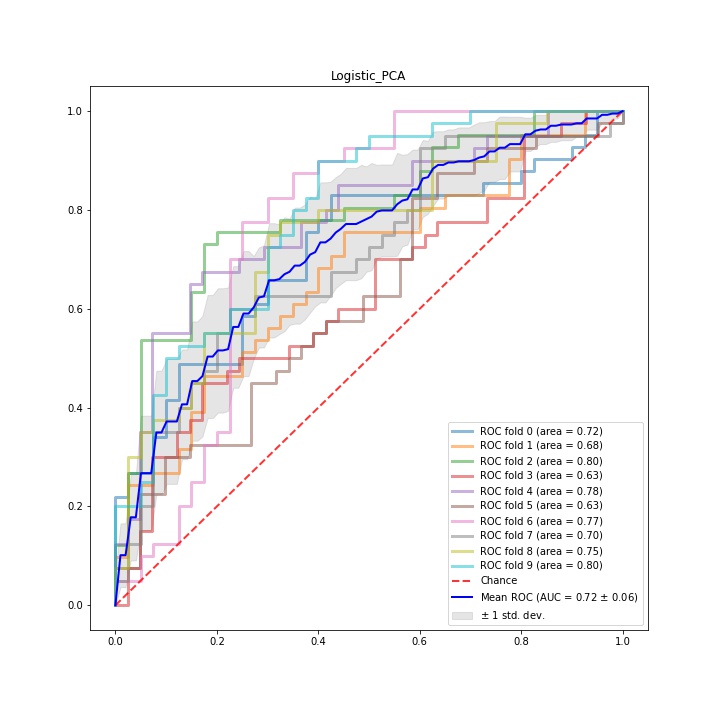 Logistic_PCA
1.0
0.8
0.6
0.4
0.2
0.0
ROC fold 0 (area = 0.72)
ROC fold 1 (area = 0.68)
ROC fold 2 (area = 0.80)
ROC fold 3 (area = 0.63)
ROC fold 4 (area = 0.78)
ROC fold 5 (area = 0.63)
ROC fold 6 (area = 0.77)
ROC fold 7 (area = 0.70)
ROC fold 8 (area = 0.75)
ROC fold 9 (area = 0.80)
Chance
Mean ROC (AUC = 0.72 ± 0.06)
± 1 std. dev.
0.0 0.2 0.4 0.6 0.8 1.0